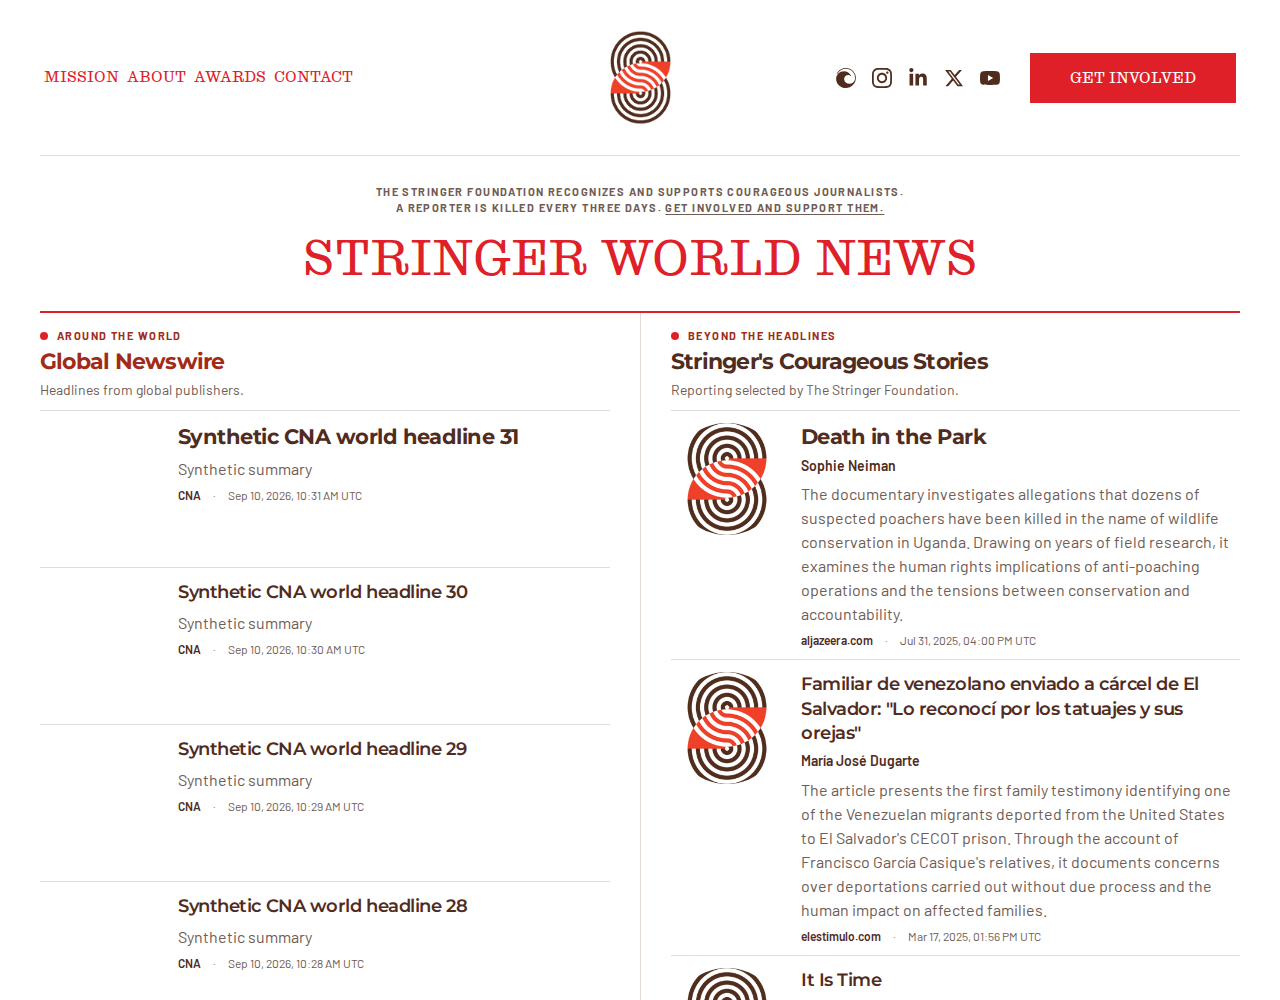 MISSION ABOUT AWARDS CONTACT
GET INVOLVED
THE STRINGER FOUNDATION RECOGNIZES AND SUPPORTS COURAGEOUS JOURNALISTS.
A REPORTER IS KILLED EVERY THREE DAYS. GET INVOLVED AND SUPPORT THEM.
STRINGER WORLD NEWS
AROUND THE WORLD
Global Newswire
Headlines from global publishers.
Synthetic CNA world headline 31
Synthetic summary
CNA · Sep 10, 2026, 10:31 AM UTC
Synthetic CNA world headline 30
Synthetic summary
CNA · Sep 10, 2026, 10:30 AM UTC
Synthetic CNA world headline 29
Synthetic summary
CNA · Sep 10, 2026, 10:29 AM UTC
Synthetic CNA world headline 28
Synthetic summary
CNA · Sep 10, 2026, 10:28 AM UTC
BEYOND THE HEADLINES
Stringer's Courageous Stories
Reporting selected by The Stringer Foundation.
Death in the Park
Sophie Neiman
The documentary investigates allegations that dozens of
suspected poachers have been killed in the name of wildlife
conservation in Uganda. Drawing on years of field research, it
examines the human rights implications of anti-poaching
operations and the tensions between conservation and
accountability.
aljazeera.com · Jul 31, 2025, 04:00 PM UTC
Familiar de venezolano enviado a cárcel de El
Salvador: "Lo reconocí por los tatuajes y sus
orejas"
María José Dugarte
The article presents the first family testimony identifying one
of the Venezuelan migrants deported from the United States
to El Salvador's CECOT prison. Through the account of
Francisco García Casique's relatives, it documents concerns
over deportations carried out without due process and the
human impact on affected families.
elestimulo.com · Mar 17, 2025, 01:56 PM UTC
It Is Time